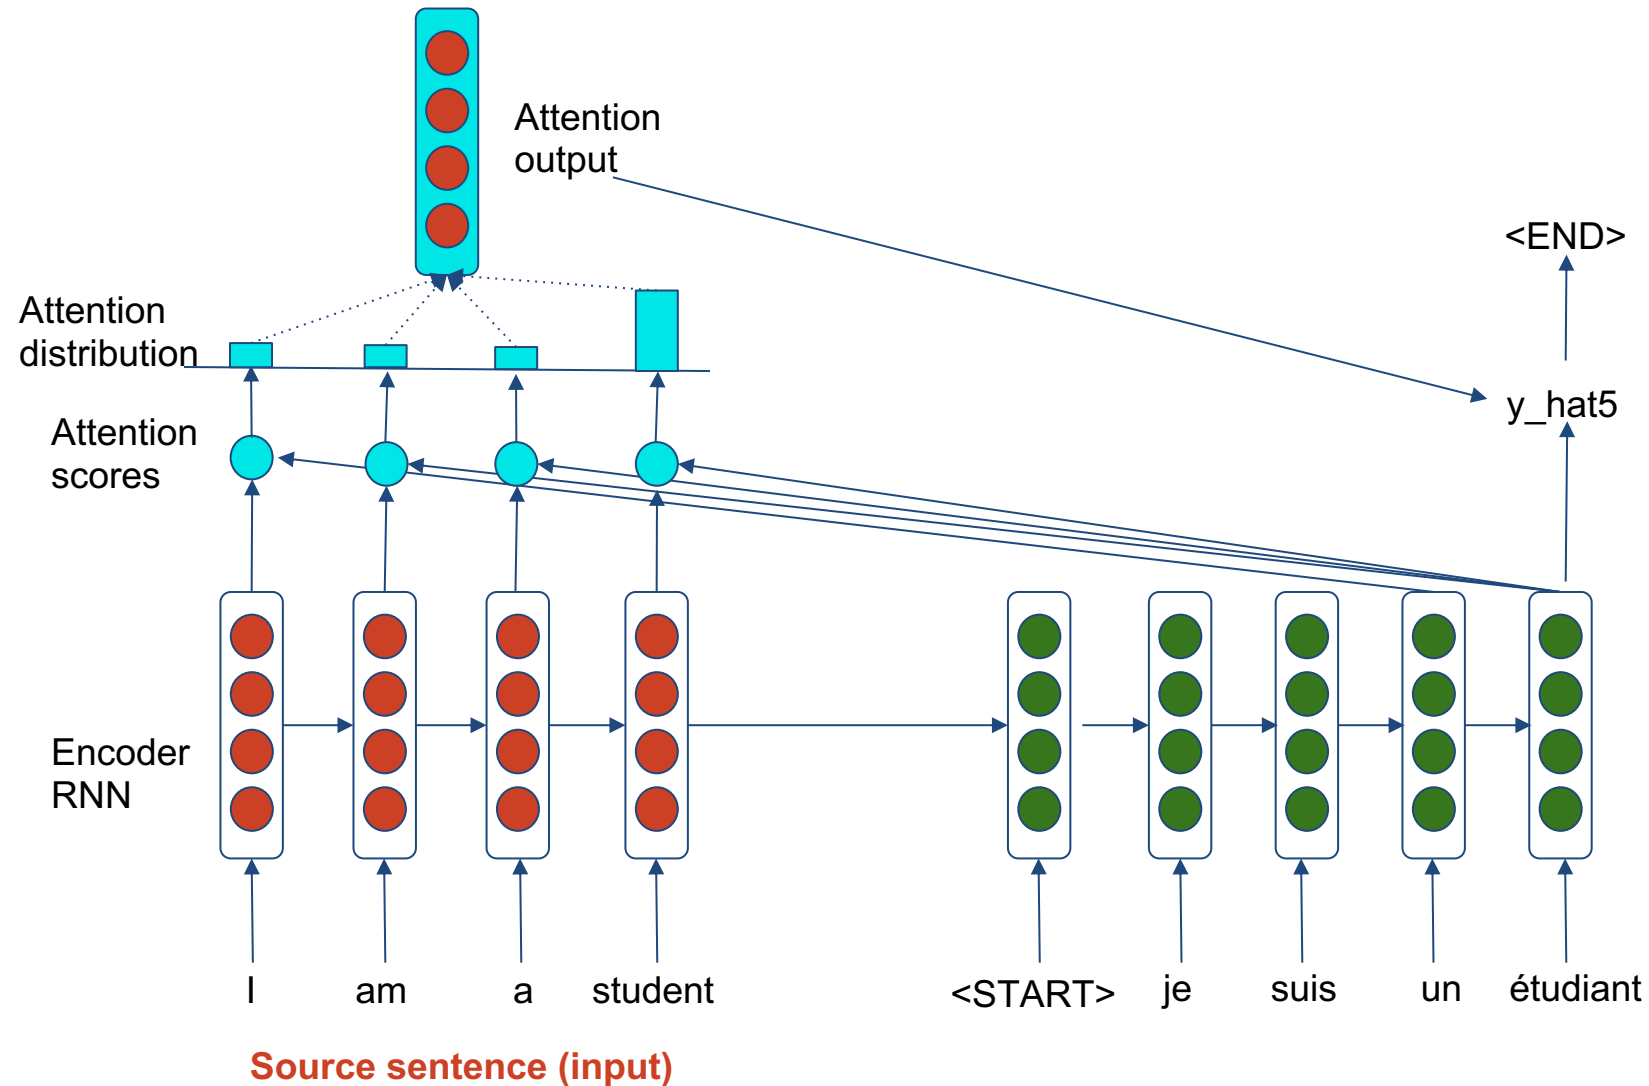 Attention
output
<END>
Attention
distribution
y_hat5
Attention
scores
Encoder
RNN
I am a student <START> je suis un étudiant
Source sentence (input)